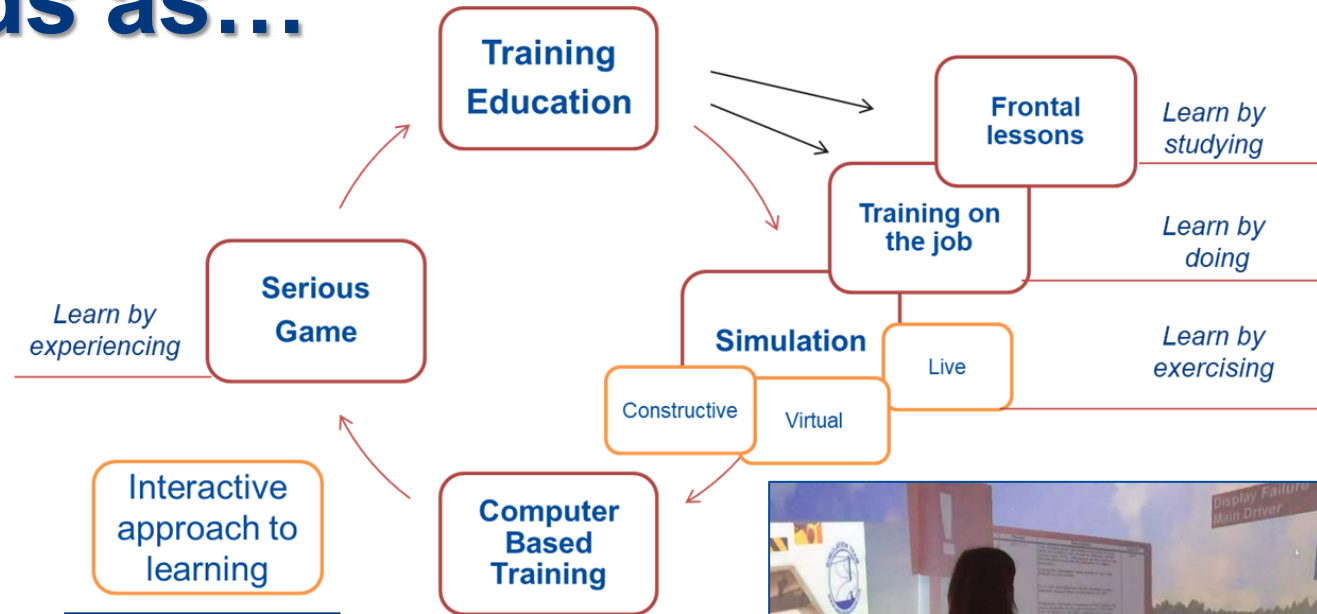 ds as...
Training
Education
Frontal
lessons
Learn by
studying
Training on
the job
Learn by
doing
Serious
Game
Learn by
experiencing
Simulation
Live
Constructive
Virtual
Learn by
exercising
Interactive
approach to
learning
Computer
Based
Training
Display Failure
Main Driver